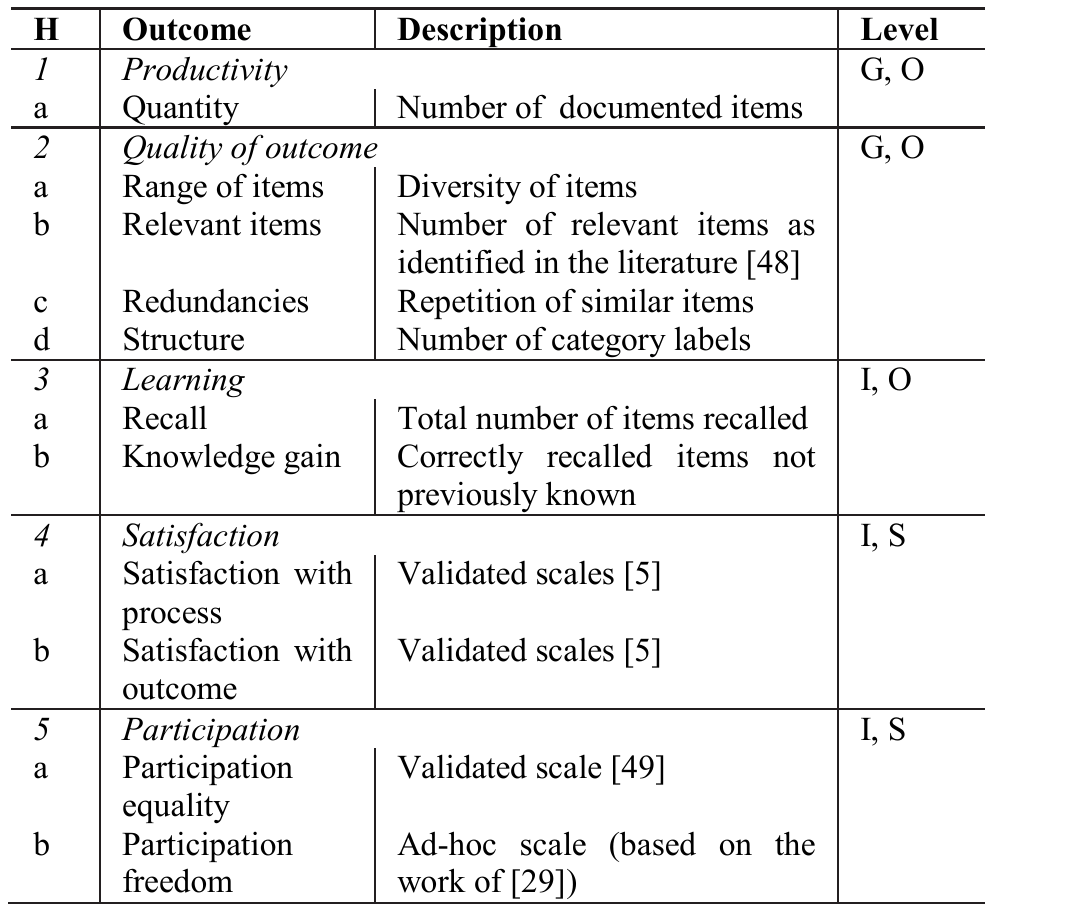 H Outcome Description Level
1 Productivity G, O
a Quantity Number of documented items
2 Quality of outcome G, O
a Range of items Diversity of items
b Relevant items Number of relevant items as
identified in the literature [48]
c Redundancies Repetition of similar items
d Structure Number of category labels
3 Learning I, O
a Recall Total number of items recalled
b Knowledge gain Correctly recalled items not
previously known
4 Satisfaction I, S
a Satisfaction with Validated scales [5]
process
b Satisfaction with Validated scales [5]
outcome
5 Participation I, S
a Participation Validated scale [49]
equality
b Participation Ad-hoc scale (based on the
freedom work of [29])